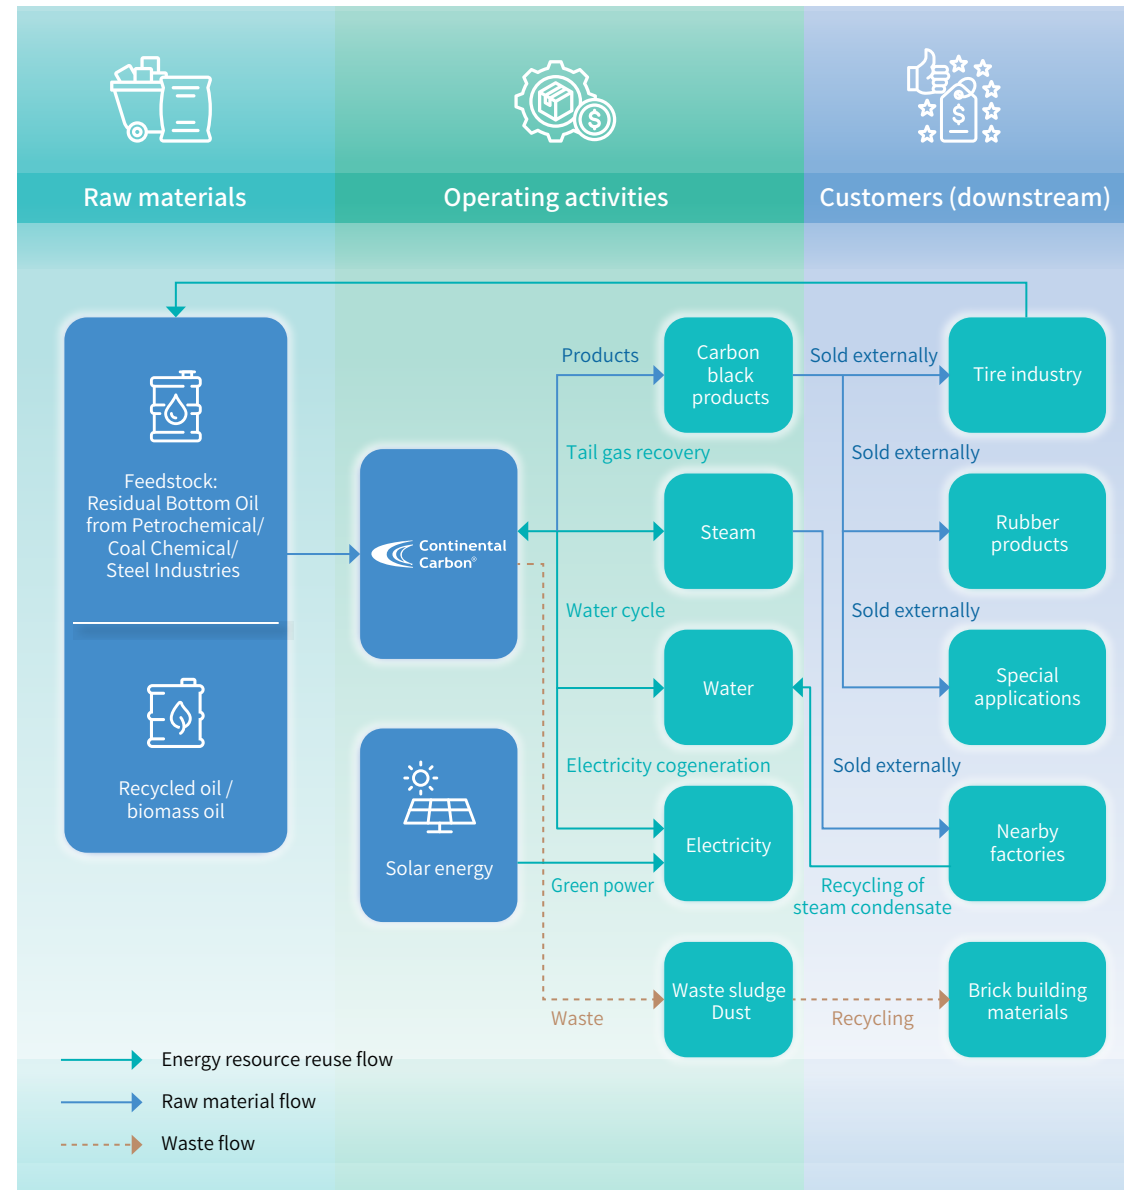 Raw materials
Operating activities
Customers (downstream)
Feedstock:
Residual Bottom Oil
from Petrochemical/
Coal Chemical/
Steel Industries
Recycled oil /
biomass oil
Continental
Carbon®
Solar energy
Products
Tail gas recovery
Water cycle
Electricity cogeneration
Green power
Waste
Carbon
black
products
Steam
Water
Electricity
Waste sludge
Dust
Sold externally
Sold externally
Sold externally
Sold externally
Recycling of
steam condensate
Recycling
Tire industry
Rubber
products
Special
applications
Nearby
factories
Brick building
materials
Energy resource reuse flow
Raw material flow
Waste flow
$
$